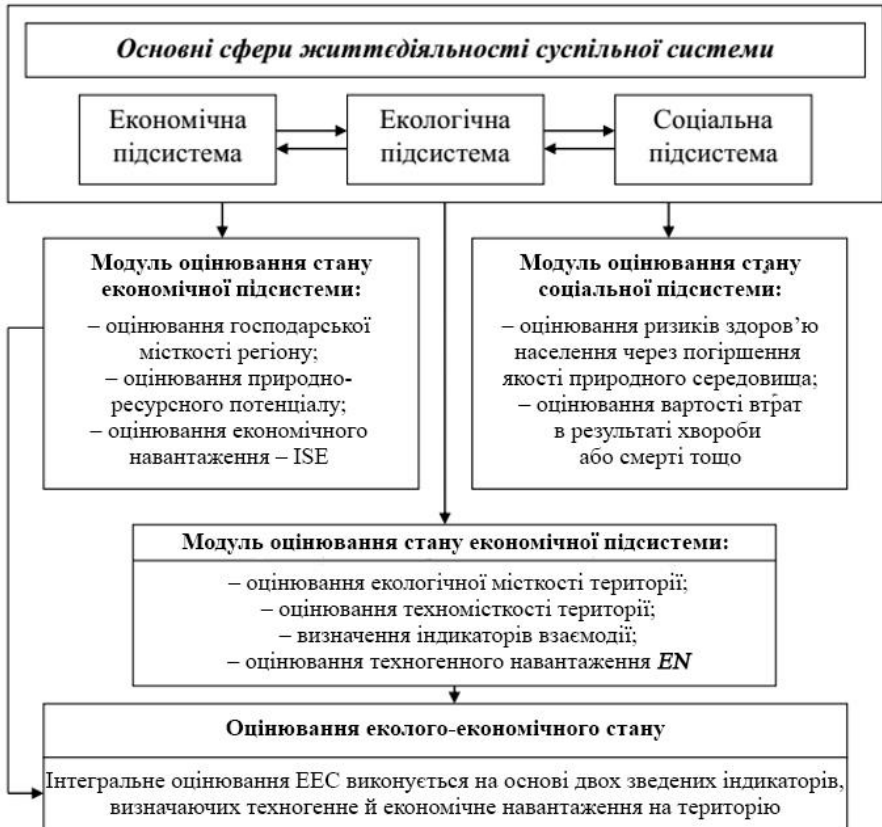 Основні сфери життєдіяльності суспільної системи
Економічна
підсистема
Екологічна
підсистема
Соціальна
підсистема
Модуль оцінювання стану
економічної підсистеми:
– оцінювання господарської
місткості регіону;
– оцінювання природно-
ресурсного потенціалу;
– оцінювання економічного
навантаження – ISE
Модуль оцінювання стану
соціальної підсистеми:
– оцінювання ризиків здоров’ю
населення через погіршення
якості природного середовища;
– оцінювання вартості втрат
в результаті хвороби
або смерті тощо
Модуль оцінювання стану економічної підсистеми:
– оцінювання екологічної місткості території;
– оцінювання техномісткості території;
– визначення індикаторів взаємодії;
– оцінювання техногенного навантаження EN
Оцінювання еколого-економічного стану
Інтегральне оцінювання ЕЕС виконується на основі двох зведених індикаторів,
визначаючих техногенне й економічне навантаження на територію